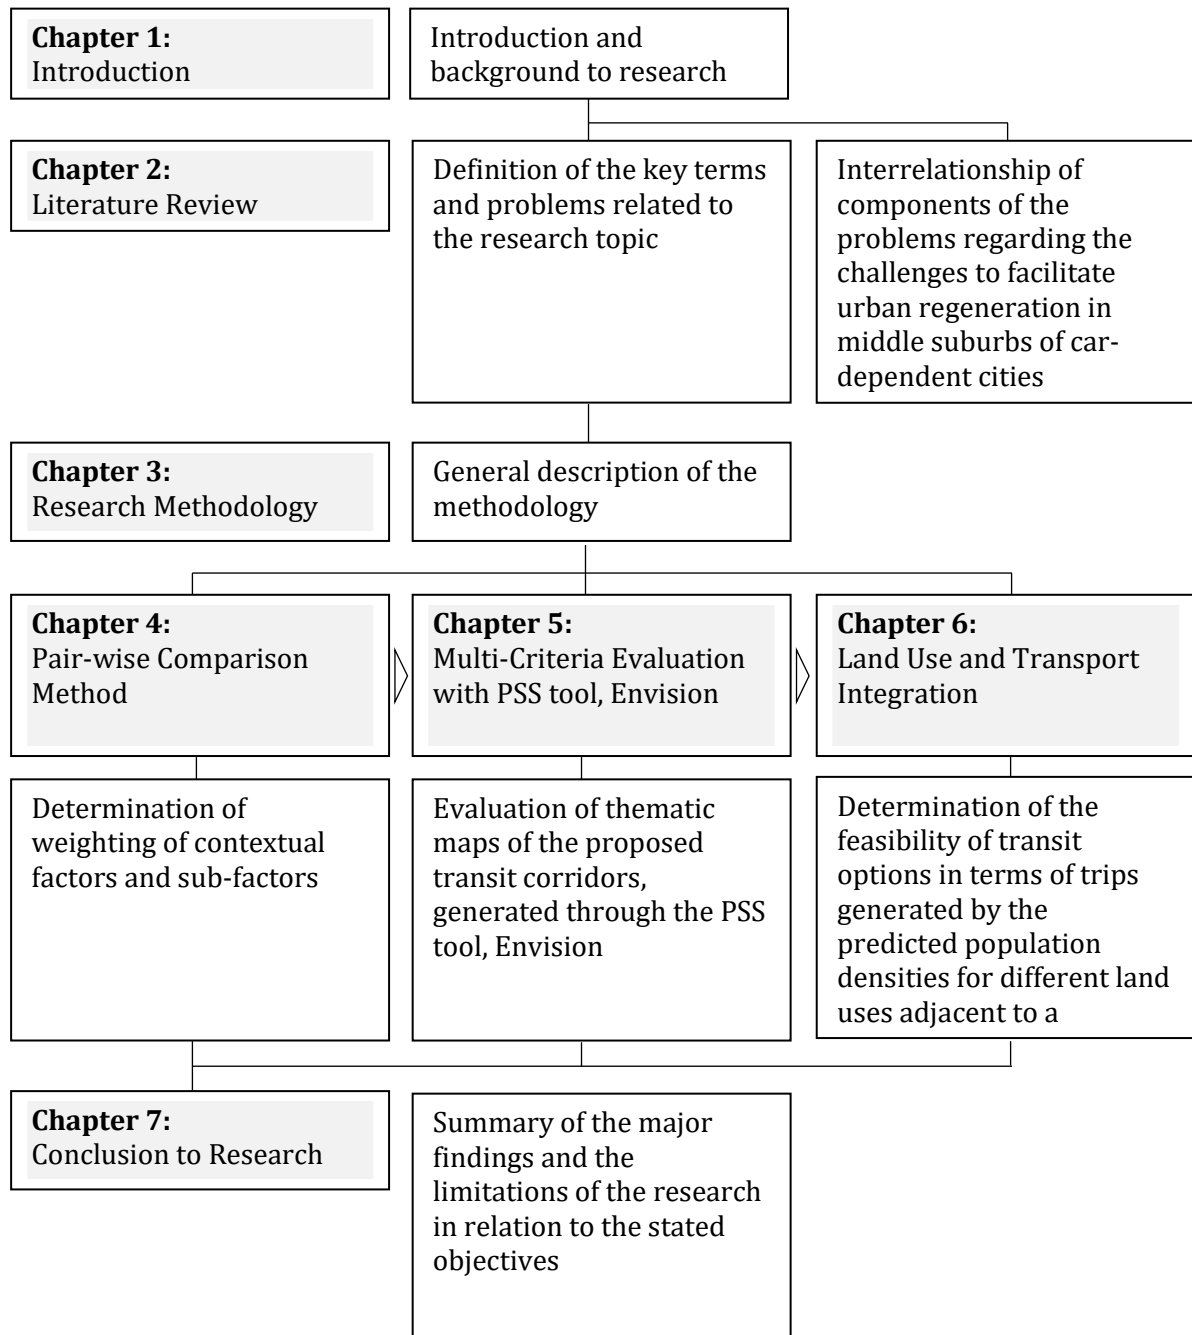 Chapter 1:
Introduction
Introduction and
background to research
Chapter 2:
Literature Review
Definition of the key terms
and problems related to
the research topic
Interrelationship of
components of the
problems regarding the
challenges to facilitate
urban regeneration in
middle suburbs of car-
dependent cities
Chapter 3:
Research Methodology
General description of the
methodology
Chapter 4:
Pair-wise Comparison
Method
Chapter 5:
Multi-Criteria Evaluation
with PSS tool, Envision
Chapter 6:
Land Use and Transport
Integration
Determination of
weighting of contextual
factors and sub-factors
Evaluation of thematic
maps of the proposed
transit corridors,
generated through the PSS
tool, Envision
Determination of the
feasibility of transit
options in terms of trips
generated by the
predicted population
densities for different land
uses adjacent to a
Chapter 7:
Conclusion to Research
Summary of the major
findings and the
limitations of the research
in relation to the stated
objectives